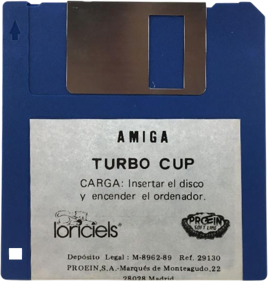 AMIGA
TURBO CUP
CARGA: Insertar el disco
y encender el ordenador.
loriciels
PROEIN
SOFT LINE
Depósito Legal: M-8962-89 Ref. 29130
PROEIN,S.A.-Marqués de Monteagudo,22
28028 Madrid